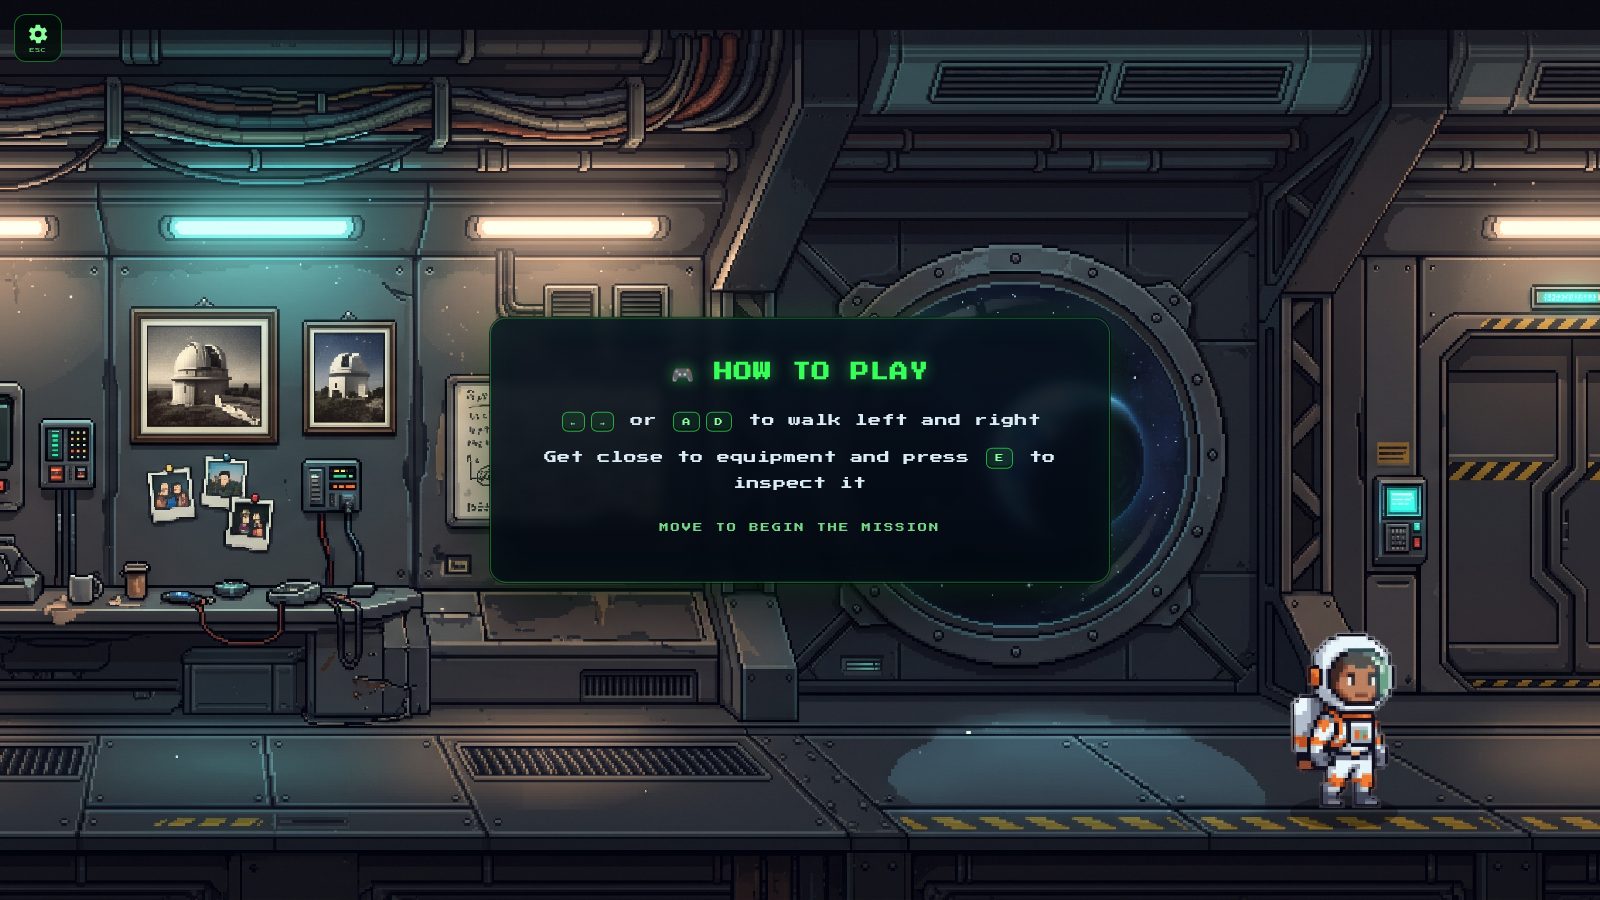 ESC
HOW TO PLAY
← → or A D to walk left and right
Get close to equipment and press E to
inspect it
MOVE TO BEGIN THE MISSION